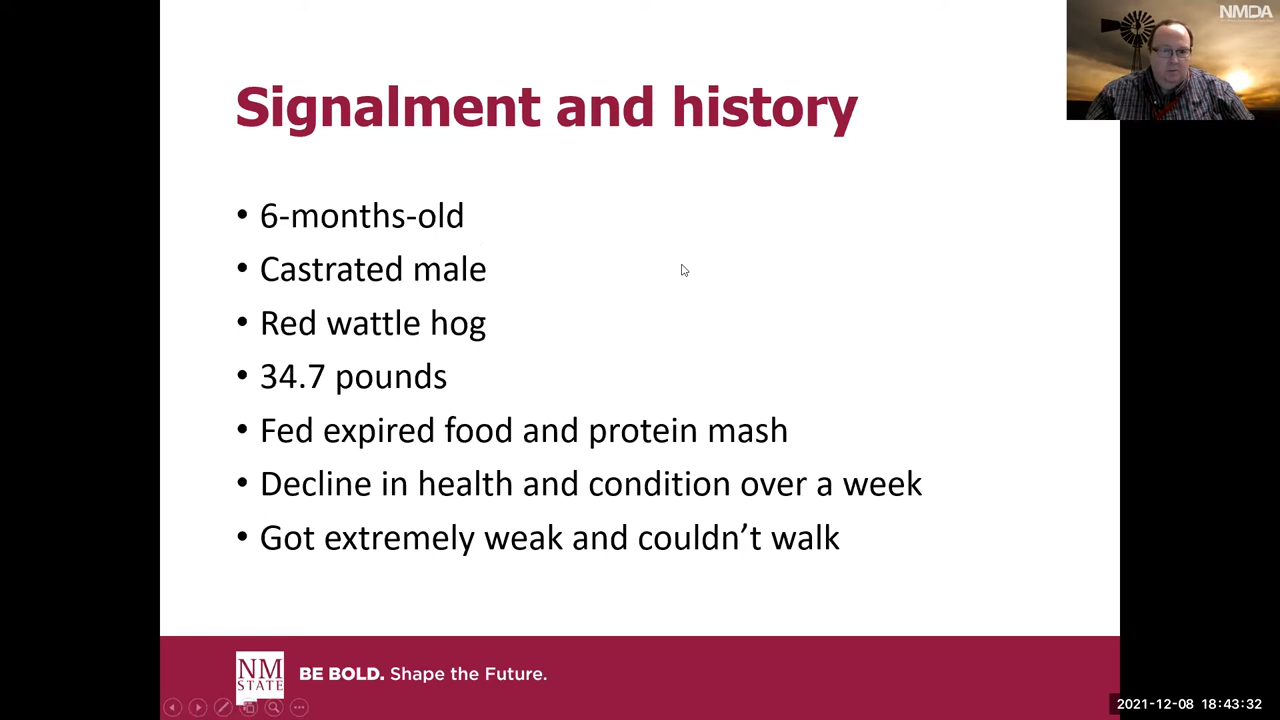 NMDA
Signalment and history
• 6-months-old
• Castrated male
• Red wattle hog
• 34.7 pounds
• Fed expired food and protein mash
• Decline in health and condition over a week
• Got extremely weak and couldn’t walk
NM
STATE
BE BOLD. Shape the Future.
2021-12-08 18:43:32